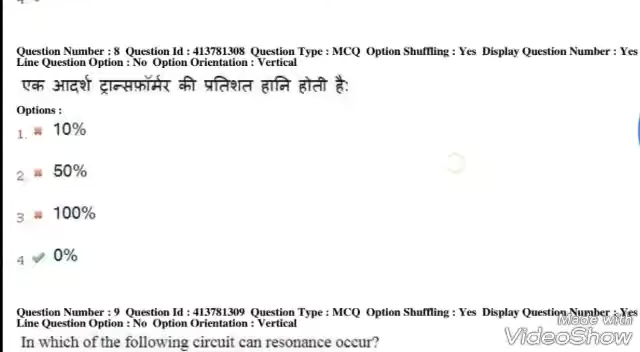 Question Number : 8 Question Id : 413781308 Question Type : MCQ Option Shuffling : Yes Display Question Number : Yes
Line Question Option : No Option Orientation : Vertical
एक आदर्श ट्रान्सफ़ॉर्मर की प्रतिशत हानि होती है:
Options :
1. 10%
2 50%
3 100%
4 0%
Question Number : 9 Question Id : 413781309 Question Type : MCQ Option Shuffling : Yes Display Question Number : Yes
Line Question Option : No Option Orientation : Vertical
Made with
VideoShow
In which of the following circuit can resonance occur?